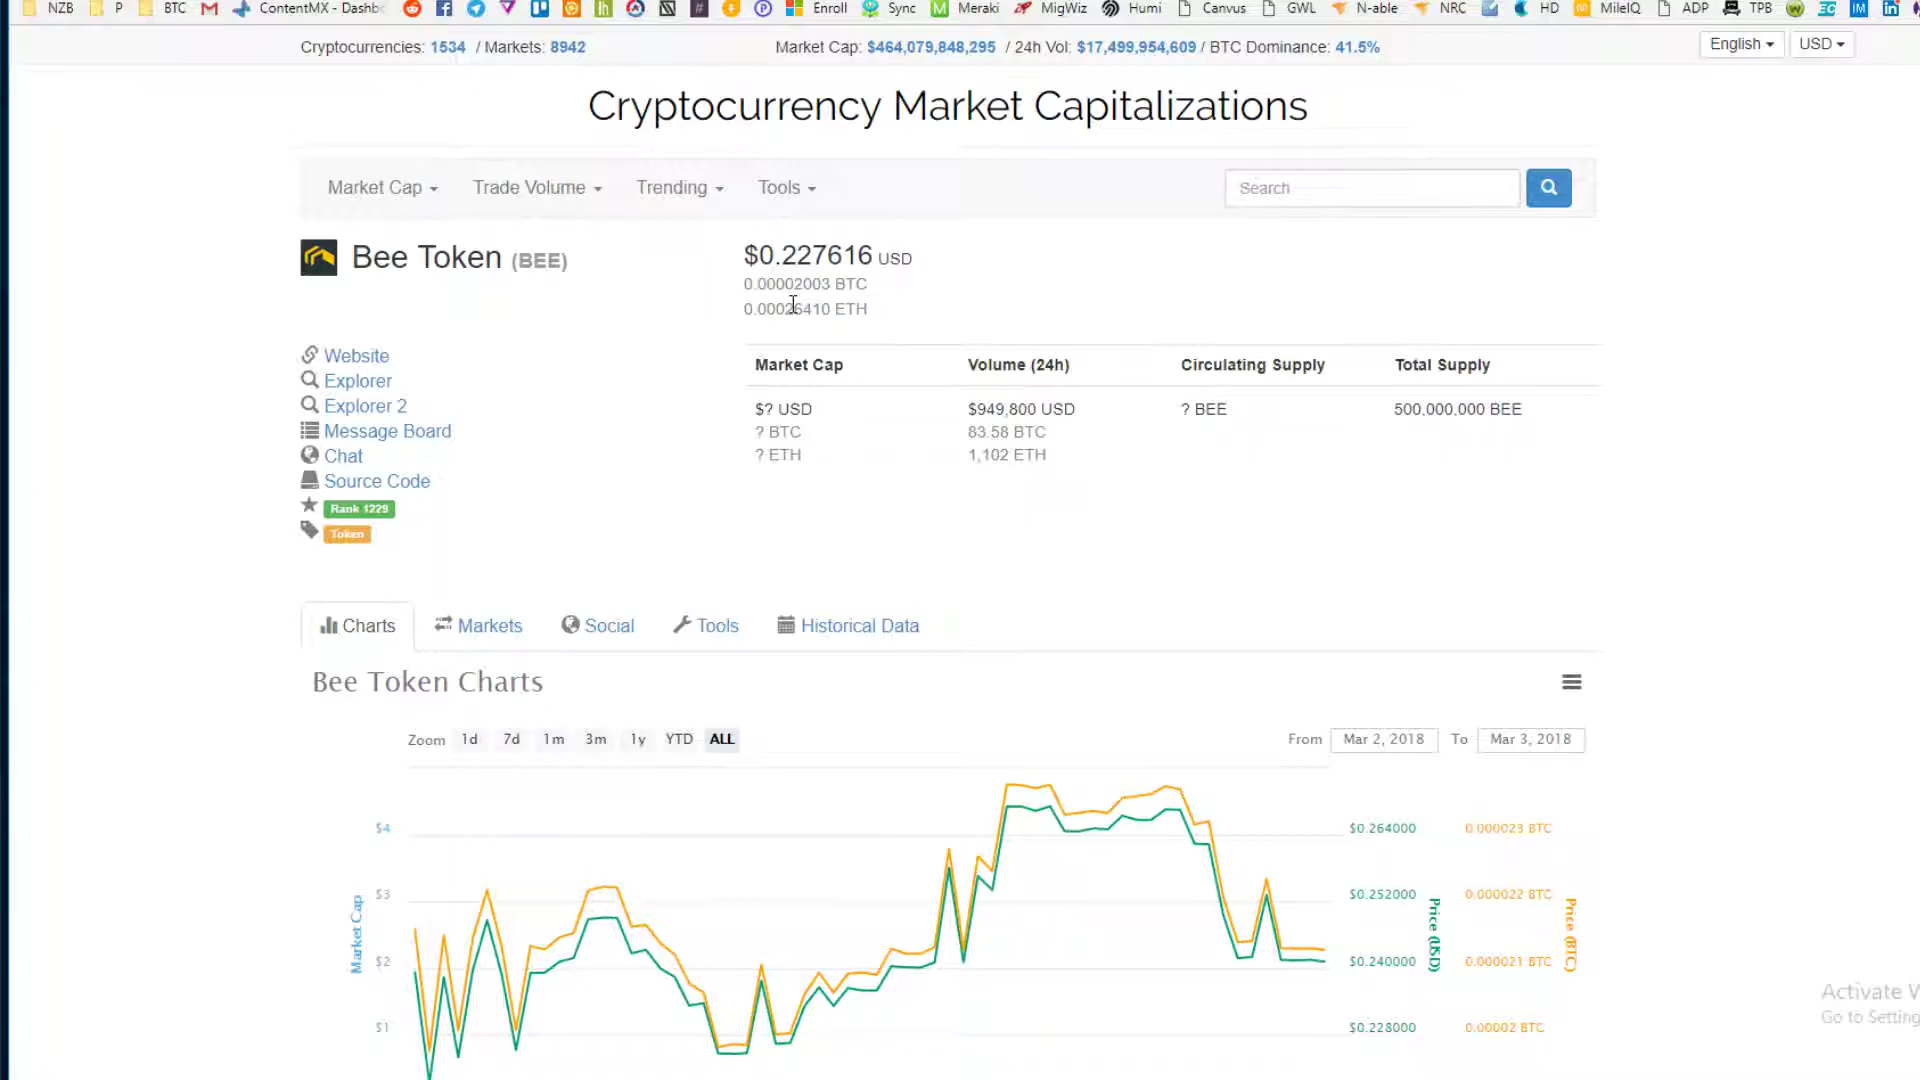 NZB P BTC ContentMX - Dashb Enroll Sync Meraki MigWiz Humi Canvus GWL N-able NRC HD MileIQ ADP TPB
Cryptocurrencies: 1534 / Markets: 8942 Market Cap: $464,079,848,295 / 24h Vol: $17,499,954,609 / BTC Dominance: 41.5% English USD
Cryptocurrency Market Capitalizations
Market Cap Trade Volume Trending Tools Search
Bee Token (BEE) $0.227616 USD
0.00002003 BTC
0.00026410 ETH
Website
Explorer
Explorer 2
Message Board
Chat
Source Code
Rank 1229
Token
Market Cap Volume (24h) Circulating Supply Total Supply
$? USD $949,800 USD ? BEE 500,000,000 BEE
? BTC 83.58 BTC
? ETH 1,102 ETH
Charts Markets Social Tools Historical Data
Bee Token Charts
Zoom 1d 7d 1m 3m 1y YTD ALL From Mar 2, 2018 To Mar 3, 2018
$4 $0.264000 0.000023 BTC
$3 $0.252000 0.000022 BTC
$2 $0.240000 0.000021 BTC
$1 $0.228000 0.00002 BTC
Market Cap
Price (USD)
Price (BTC)
Activate W
Go to Setting